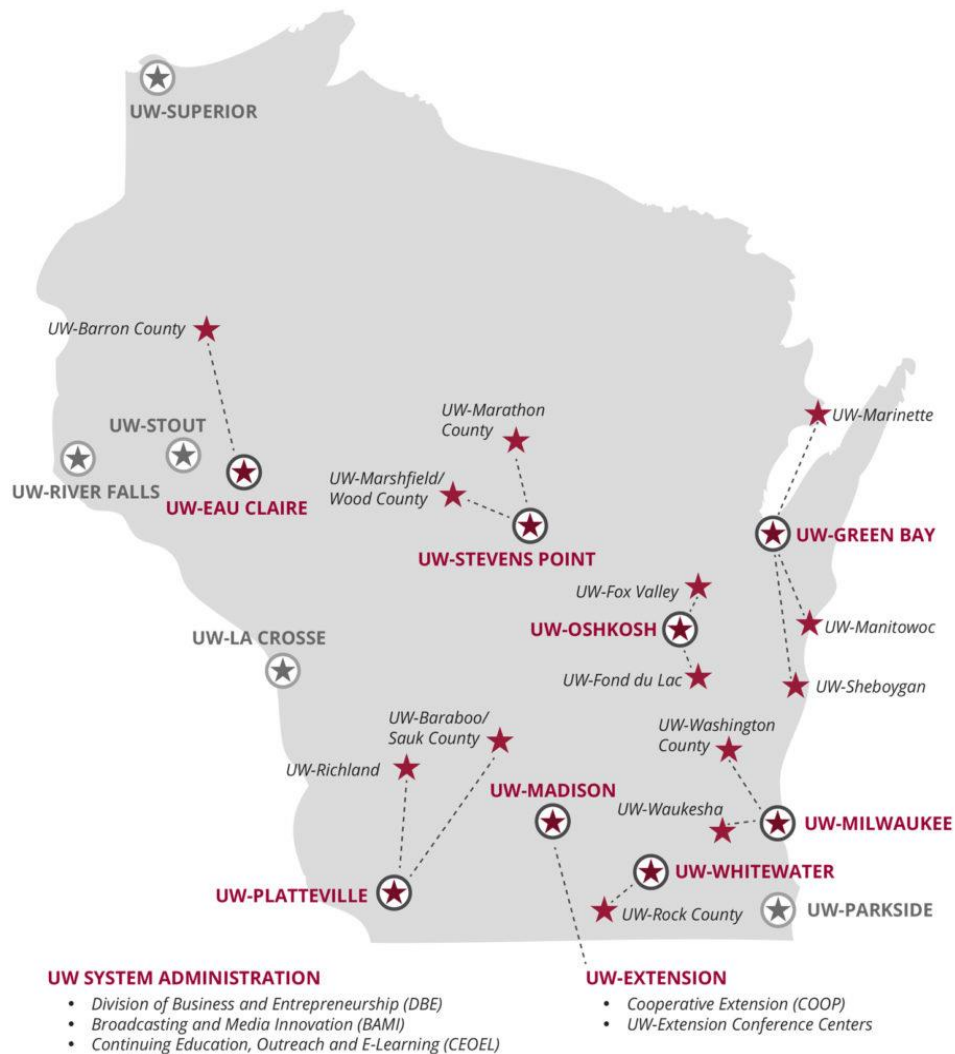 UW-SUPERIOR
UW-Barron County
UW-Marathon
County
UW-Marinette
UW-STOUT
UW-RIVER FALLS
UW-Marshfield/
Wood County
UW-EAU CLAIRE
UW-STEVENS POINT
UW-GREEN BAY
UW-Fox Valley
UW-OSHKOSH
UW-Manitowoc
UW-LA CROSSE
UW-Fond du Lac
UW-Sheboygan
UW-Baraboo/
Sauk County
UW-Washington
County
UW-Richland
UW-MADISON
UW-Waukesha
UW-MILWAUKEE
UW-WHITEWATER
UW-PLATTEVILLE
UW-Rock County
UW-PARKSIDE
UW SYSTEM ADMINISTRATION
• Division of Business and Entrepreneurship (DBE)
• Broadcasting and Media Innovation (BAMI)
• Continuing Education, Outreach and E-Learning (CEOEL)
UW-EXTENSION
• Cooperative Extension (COOP)
• UW-Extension Conference Centers